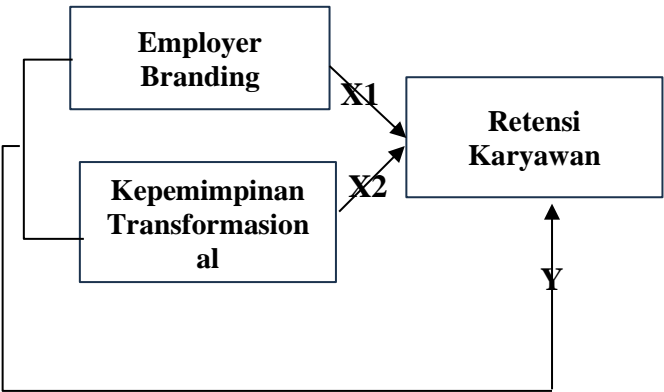 Employer
Branding
X1
Retensi
Karyawan
Kepemimpinan
Transformasion
al
X2
Y